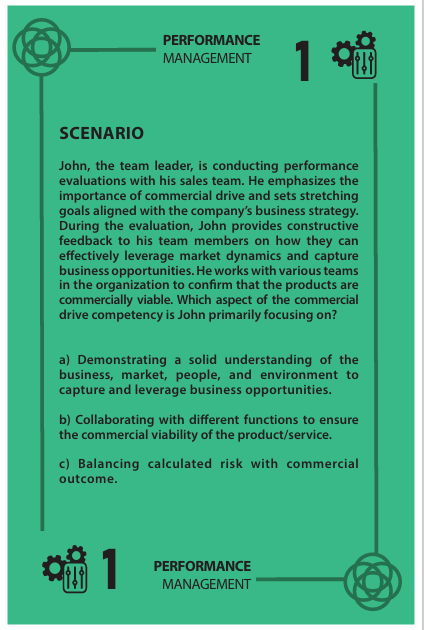 PERFORMANCE
MANAGEMENT
1
SCENARIO
John, the team leader, is conducting performance
evaluations with his sales team. He emphasizes the
importance of commercial drive and sets stretching
goals aligned with the company’s business strategy.
During the evaluation, John provides constructive
feedback to his team members on how they can
effectively leverage market dynamics and capture
business opportunities. He works with various teams
in the organization to confirm that the products are
commercially viable. Which aspect of the commercial
drive competency is John primarily focusing on?
a) Demonstrating a solid understanding of the
business, market, people, and environment to
capture and leverage business opportunities.
b) Collaborating with different functions to ensure
the commercial viability of the product/service.
c) Balancing calculated risk with commercial
outcome.
1
PERFORMANCE
MANAGEMENT